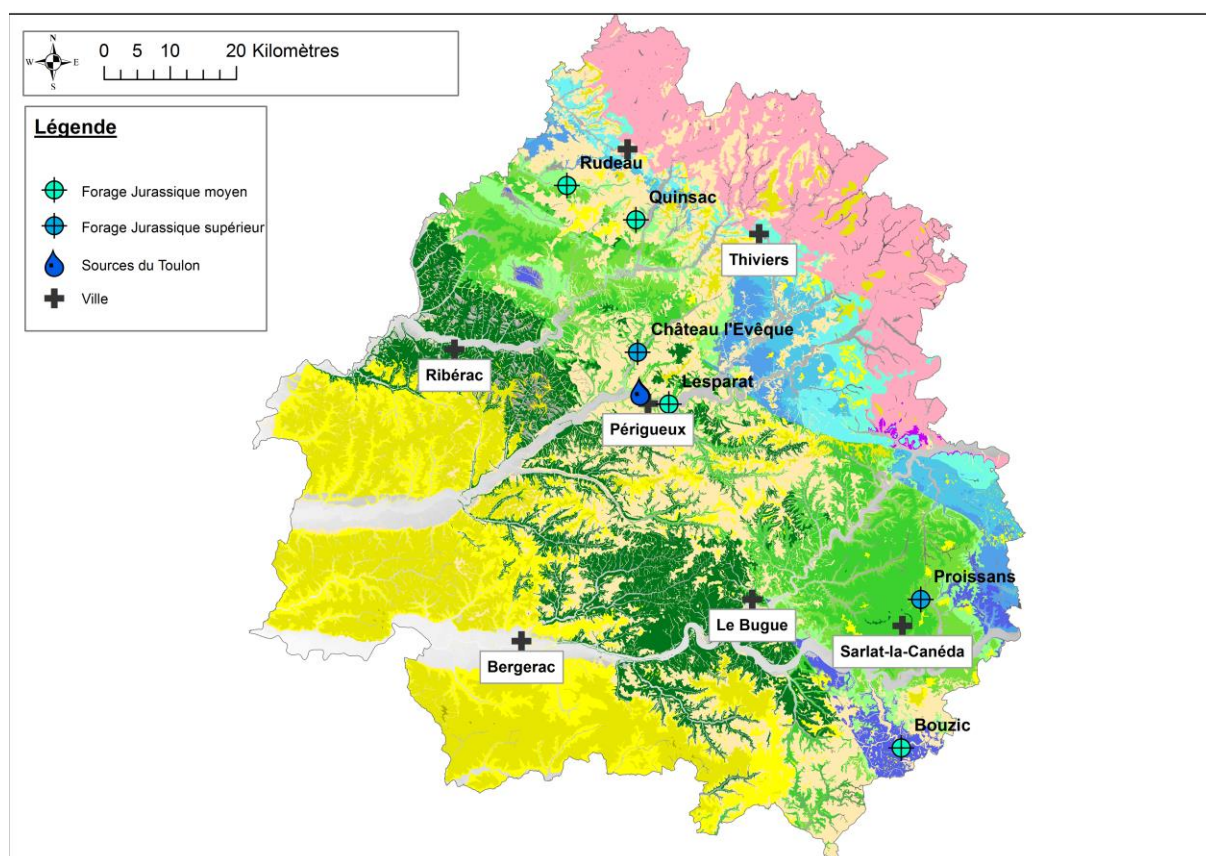 N
W E
S
0 5 10 20 Kilomètres
Légende
Forage Jurassique moyen
Forage Jurassique supérieur
Sources du Toulon
Ville
Rudeau
Quinsac
Thiviers
Château l'Evêque
Ribérac
Lesparat
Périgueux
Proissans
Le Bugue
Sarlat-la-Canéda
Bergerac
Bouzic